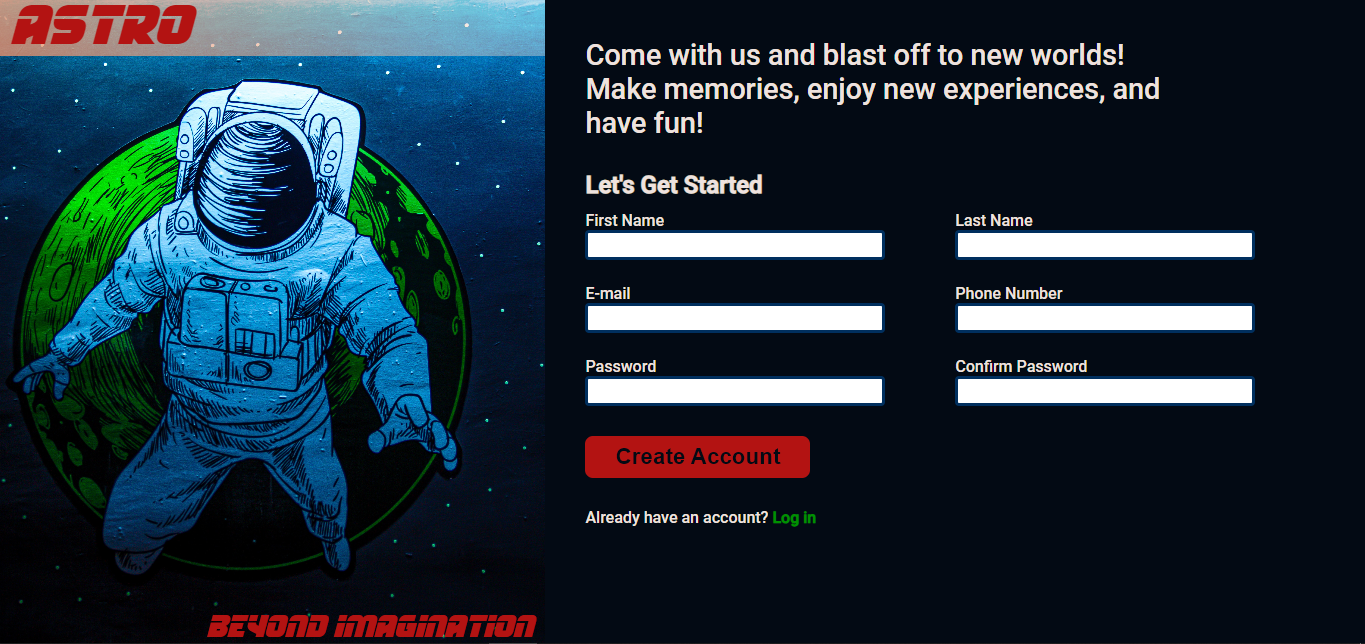 ASTRO
Come with us and blast off to new worlds!
Make memories, enjoy new experiences, and
have fun!
Let's Get Started
First Name
Last Name
E-mail
Phone Number
Password
Confirm Password
Create Account
Already have an account? Log in
BEYOND IMAGINATION